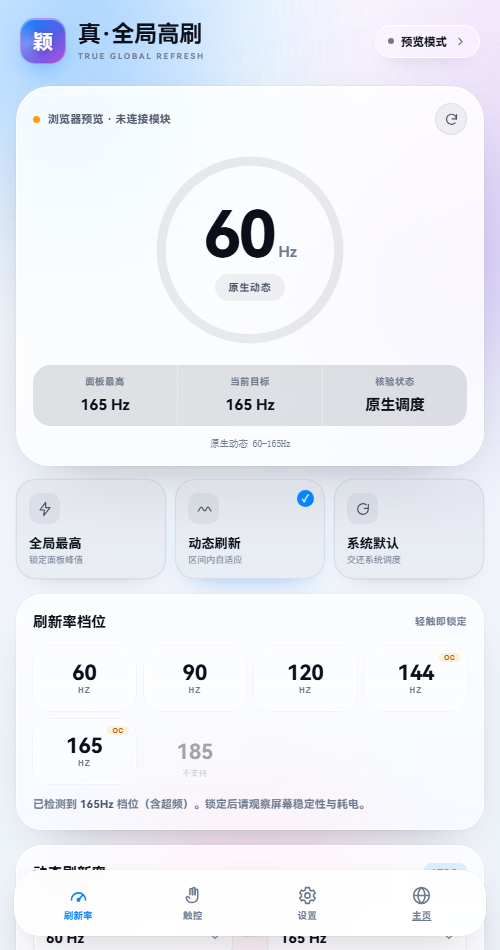 颖
真·全局高刷
TRUE GLOBAL REFRESH
预览模式
浏览器预览 · 未连接模块
60 Hz
原生动态
面板最高
165 Hz
当前目标
165 Hz
核验状态
原生调度
原生动态 60–165Hz
全局最高
锁定面板峰值
动态刷新
区间内自适应
系统默认
交还系统调度
刷新率档位
轻触即锁定
60
HZ
90
HZ
120
HZ
144
OC
HZ
165
OC
HZ
185
不支持
已检测到 165Hz 档位（含超频）。锁定后请观察屏幕稳定性与耗电。
刷新率
触控
设置
主页
60 Hz
165 Hz